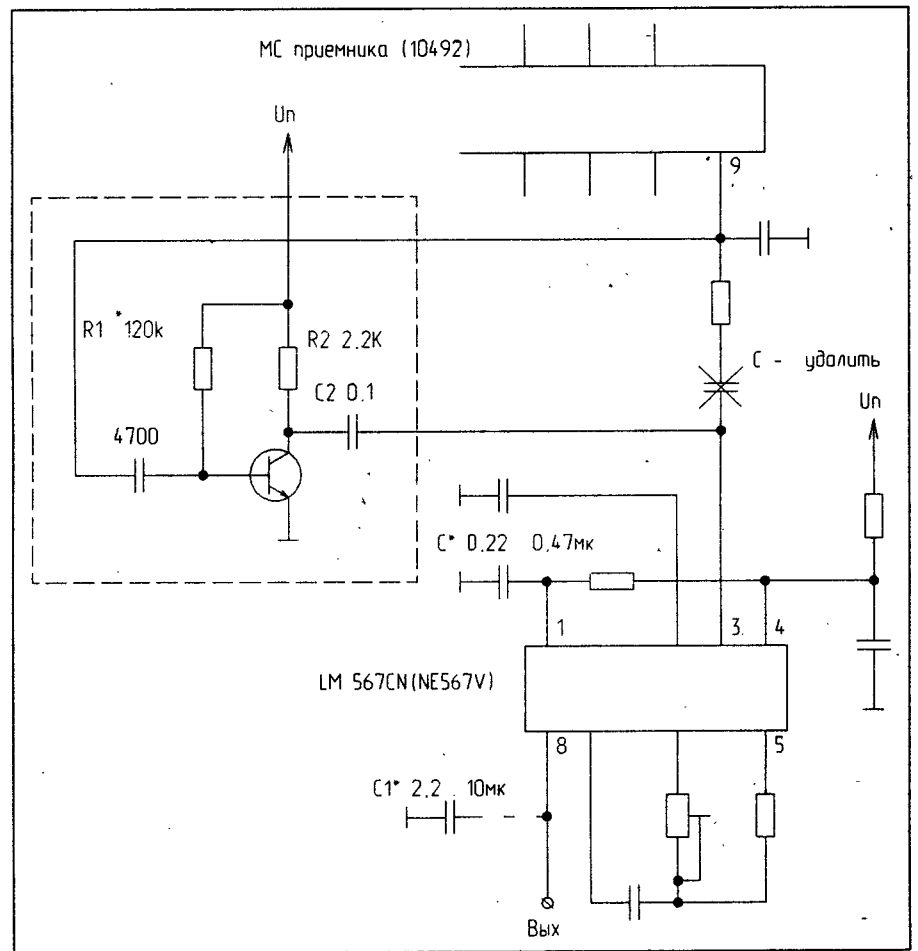 МС приемника (10492)
Uп
9
R1 *120k
R2 2.2K
C - удалить
C2 0.1
Uп
4700
C* 0.22 0.47мк
1
3.
4
LM 567CN(NE567V)
8
5
C1* 2.2 . 10мк
Вых